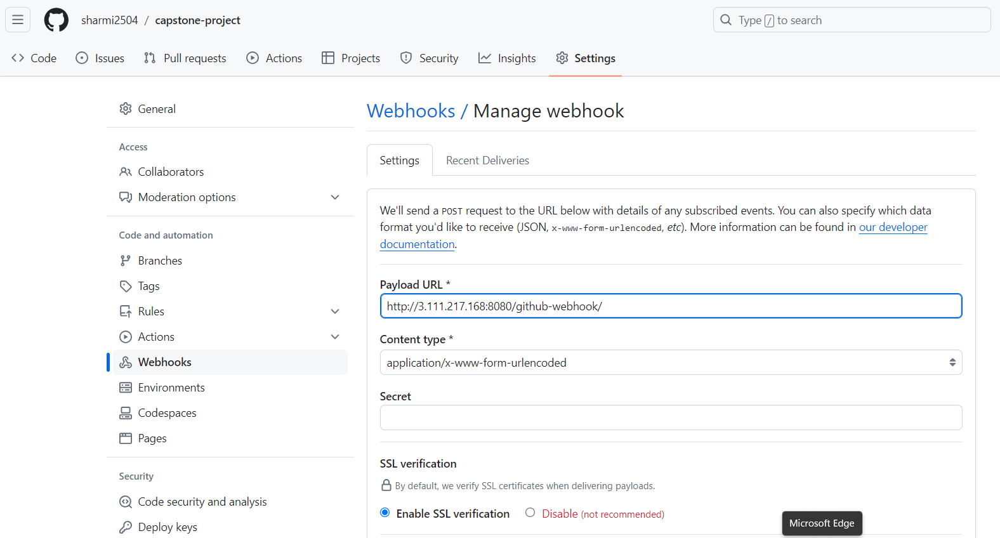 sharmi2504 / capstone-project
Type / to search
Code Issues Pull requests Actions Projects Security Insights Settings
General
Access
Collaborators
Moderation options
Code and automation
Branches
Tags
Rules
Actions
Webhooks
Environments
Codespaces
Pages
Security
Code security and analysis
Deploy keys
Webhooks / Manage webhook
Settings Recent Deliveries
We'll send a POST request to the URL below with details of any subscribed events. You can also specify which data
format you'd like to receive (JSON, x-www-form-urlencoded, etc). More information can be found in our developer
documentation.
Payload URL *
http://3.111.217.168:8080/github-webhook/
Content type *
application/x-www-form-urlencoded
Secret
SSL verification
By default, we verify SSL certificates when delivering payloads.
Enable SSL verification Disable (not recommended)
Microsoft Edge